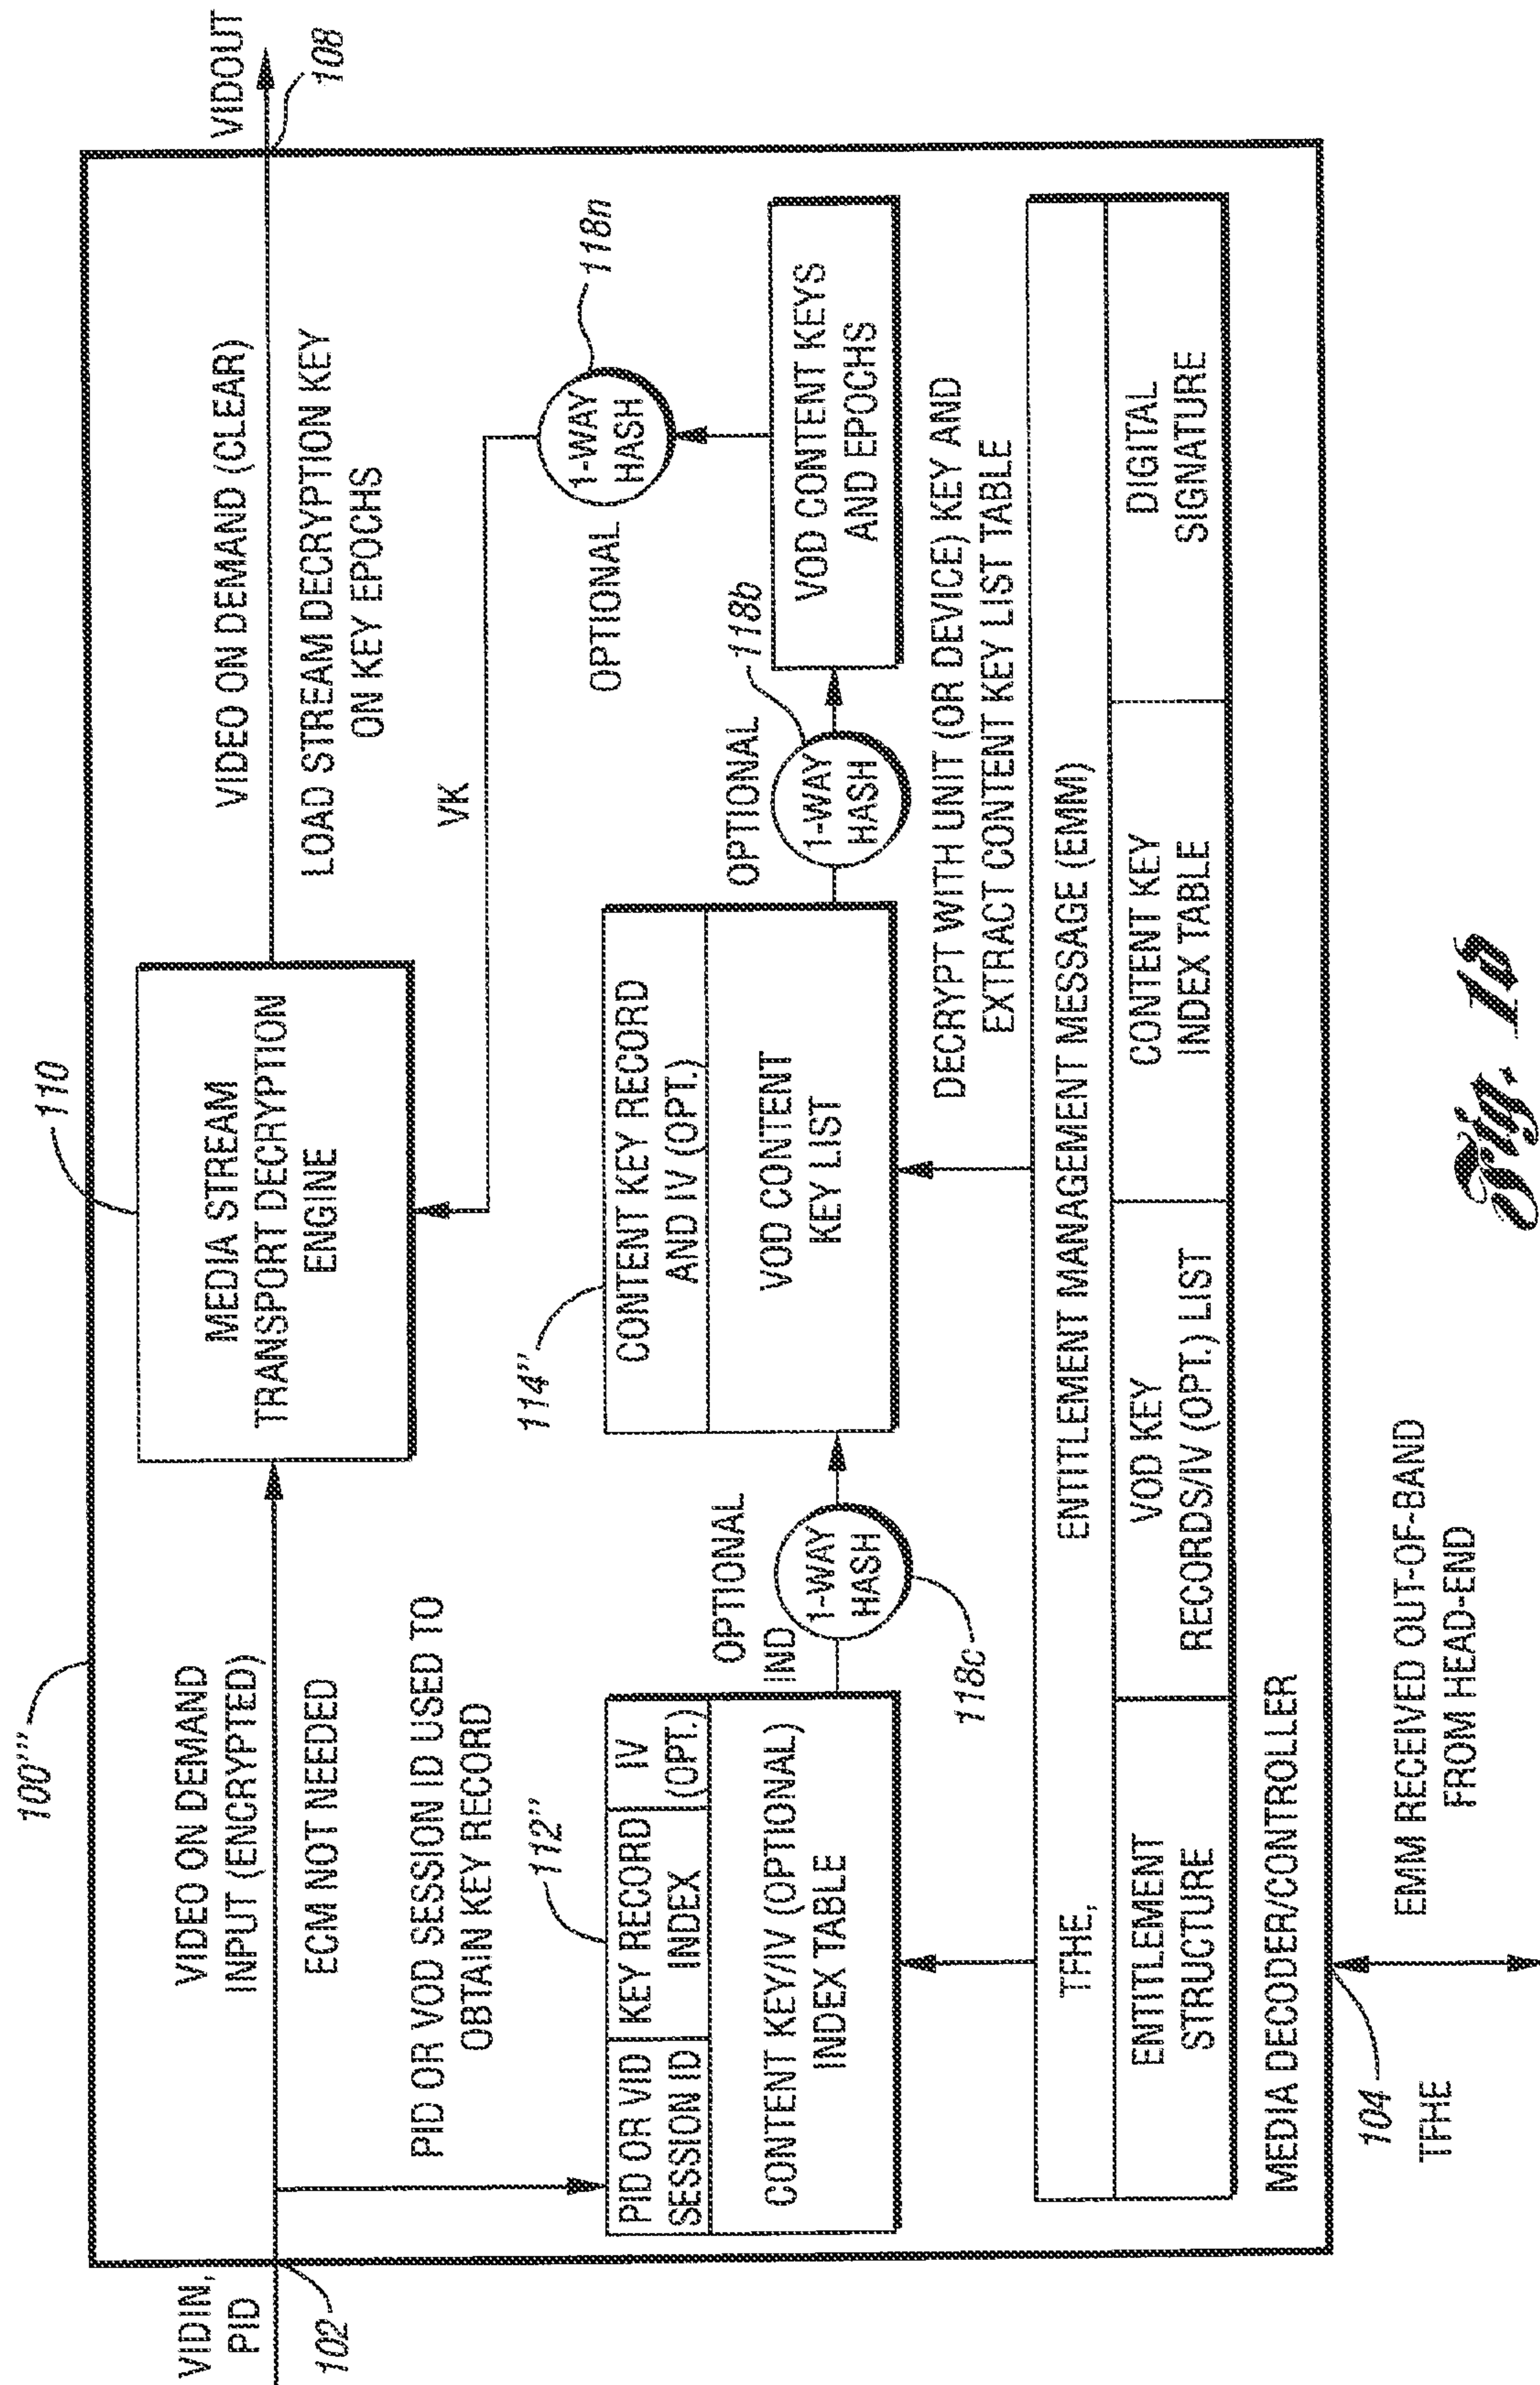 100'''
VIDIN,
PID
102
VIDEO ON DEMAND
INPUT (ENCRYPTED)
ECM NOT NEEDED
110
MEDIA STREAM
TRANSPORT DECRYPTION
ENGINE
VIDEO ON DEMAND (CLEAR)
LOAD STREAM DECRYPTION KEY
ON KEY EPOCHS
VIDOUT
108
VK
PID OR VOD SESSION ID USED TO
OBTAIN KEY RECORD
112''
PID OR VID
SESSION ID
KEY RECORD
INDEX
IV
(OPT.)
CONTENT KEY/IV (OPTIONAL)
INDEX TABLE
OPTIONAL
IND
1-WAY
HASH
118c
114''
CONTENT KEY RECORD
AND IV (OPT.)
VOD CONTENT
KEY LIST
OPTIONAL
118b
1-WAY
HASH
OPTIONAL
1-WAY
HASH
118n
VOD CONTENT KEYS
AND EPOCHS
DECRYPT WITH UNIT (OR DEVICE) KEY AND
EXTRACT CONTENT KEY LIST TABLE
TFHE,
ENTITLEMENT MANAGEMENT MESSAGE (EMM)
ENTITLEMENT
STRUCTURE
VOD KEY
RECORDS/IV (OPT.) LIST
CONTENT KEY
INDEX TABLE
DIGITAL
SIGNATURE
MEDIA DECODER/CONTROLLER
104
TFHE
EMM RECEIVED OUT-OF-BAND
FROM HEAD-END
Fig. 1d